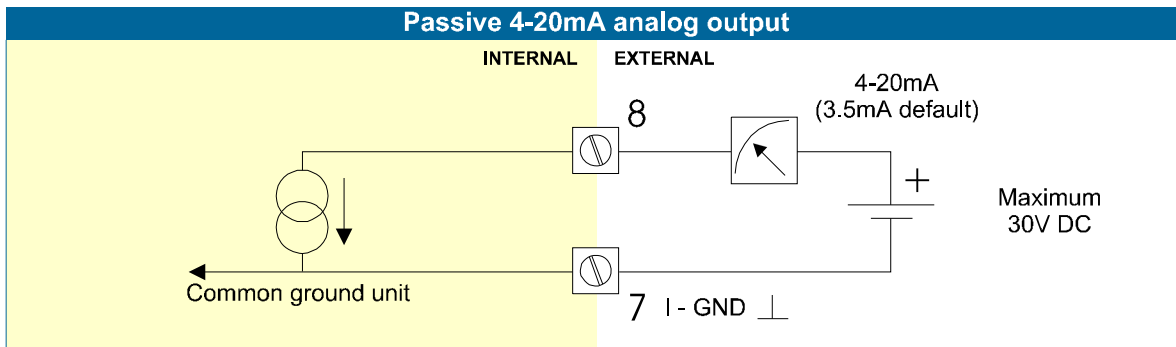 Passive 4-20mA analog output
INTERNAL EXTERNAL
8
4-20mA
(3.5mA default)
+
Maximum
30V DC
Common ground unit
7 I - GND